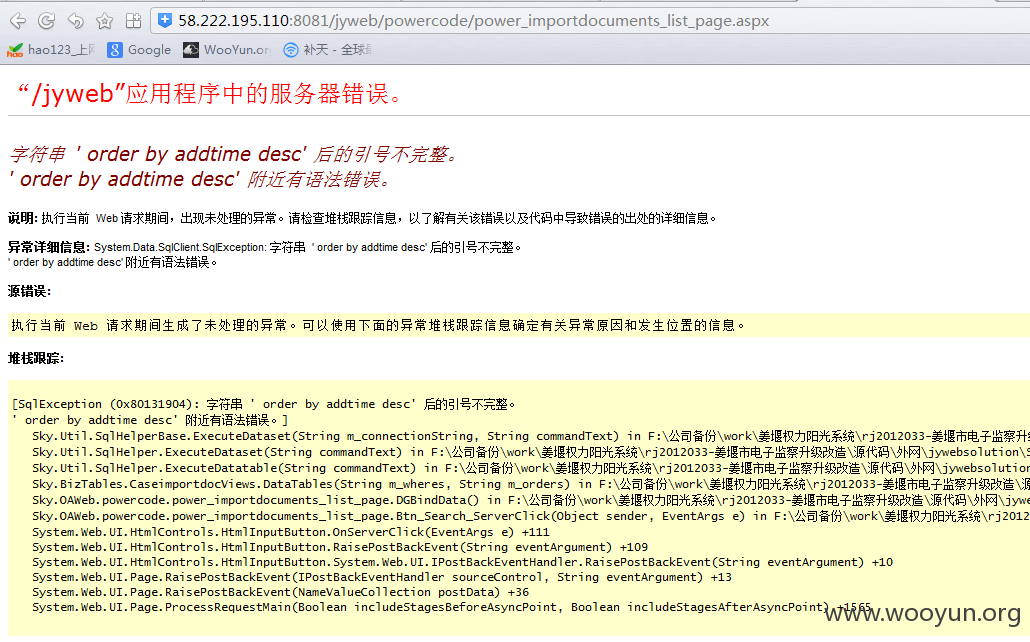 58.222.195.110:8081/jyweb/powercode/power_importdocuments_list_page.aspx
hao123_上网 Google WooYun.org 补天 - 全球
“/jyweb”应用程序中的服务器错误。
字符串 ' order by addtime desc' 后的引号不完整。
' order by addtime desc' 附近有语法错误。
说明: 执行当前 Web 请求期间，出现未处理的异常。请检查堆栈跟踪信息，以了解有关该错误以及代码中导致错误的出处的详细信息。
异常详细信息: System.Data.SqlClient.SqlException: 字符串 ' order by addtime desc' 后的引号不完整。
' order by addtime desc' 附近有语法错误。
源错误:
执行当前 Web 请求期间生成了未处理的异常。可以使用下面的异常堆栈跟踪信息确定有关异常原因和发生位置的信息。
堆栈跟踪:
[SqlException (0x80131904): 字符串 ' order by addtime desc' 后的引号不完整。
' order by addtime desc' 附近有语法错误。]
Sky.Util.SqlHelperBase.ExecuteDataset(String m_connectionString, String commandText) in F:\公司备份\work\姜堰权力阳光系统\rj2012033-姜堰市电子监察升级
Sky.Util.SqlHelperBase.ExecuteDataset(String commandText) in F:\公司备份\work\姜堰权力阳光系统\rj2012033-姜堰市电子监察升级改造\源代码\外网\jywebsolution\S
Sky.Util.SqlHelperBase.ExecuteDatatable(String commandText) in F:\公司备份\work\姜堰权力阳光系统\rj2012033-姜堰市电子监察升级改造\源代码\外网\jywebsolution
Sky.BizTables.CaseimportdocViews.DataTables(String m_wheres, String m_orders) in F:\公司备份\work\姜堰权力阳光系统\rj2012033-姜堰市电子监察升级改造\源
Sky.OAWeb.powercode.power_importdocuments_list_page.DGBindData() in F:\公司备份\work\姜堰权力阳光系统\rj2012033-姜堰市电子监察升级改造\源代码\外网\jywe
Sky.OAWeb.powercode.power_importdocuments_list_page.Btn_Search_ServerClick(Object sender, EventArgs e) in F:\公司备份\work\姜堰权力阳光系统\rj2012
System.Web.UI.HtmlControls.HtmlInputButton.OnServerClick(EventArgs e) +111
System.Web.UI.HtmlControls.HtmlInputButton.RaisePostBackEvent(String eventArgument) +109
System.Web.UI.HtmlControls.HtmlInputButton.System.Web.UI.IPostBackEventHandler.RaisePostBackEvent(String eventArgument) +10
System.Web.UI.Page.RaisePostBackEvent(IPostBackEventHandler sourceControl, String eventArgument) +13
System.Web.UI.Page.RaisePostBackEvent(NameValueCollection postData) +36
System.Web.UI.Page.ProcessRequestMain(Boolean includeStagesBeforeAsyncPoint, Boolean includeStagesAfterAsyncPoint) +1565
www.wooyun.org